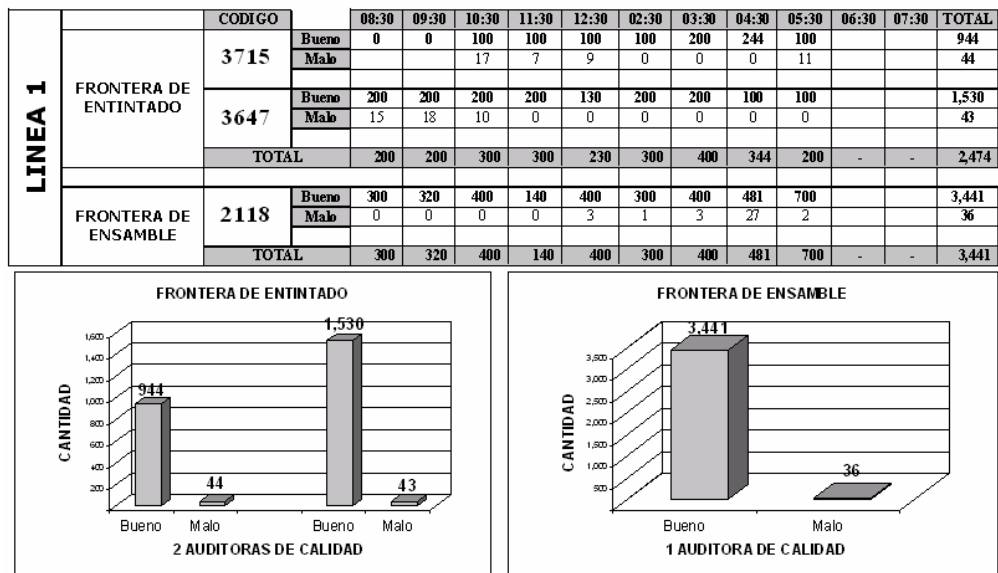 CODIGO 08:30 09:30 10:30 11:30 12:30 02:30 03:30 04:30 05:30 06:30 07:30 TOTAL
LINEA 1
FRONTERA DE
ENTINTADO
3715
Bueno 0 0 100 100 100 100 200 244 100 944
Malo 17 7 9 0 0 0 11 44
3647
Bueno 200 200 200 200 130 200 200 100 100 1,530
Malo 15 18 10 0 0 0 0 0 0 43
TOTAL 200 200 300 300 230 300 400 344 200 - - 2,474
FRONTERA DE
ENSAMBLE
2118
Bueno 300 320 400 140 400 300 400 481 700 3,441
Malo 0 0 0 0 3 1 3 27 2 36
TOTAL 300 320 400 140 400 300 400 481 700 - - 3,441
FRONTERA DE ENTINTADO
CANTIDAD
1,600
1,400
1,200
1,000
800
600
400
200
944
44
1,530
43
Bueno Malo Bueno Malo
2 AUDITORAS DE CALIDAD
FRONTERA DE ENSAMBLE
CANTIDAD
3,500
3,000
2,500
2,000
1,500
1,000
500
3,441
36
Bueno Malo
1 AUDITORA DE CALIDAD